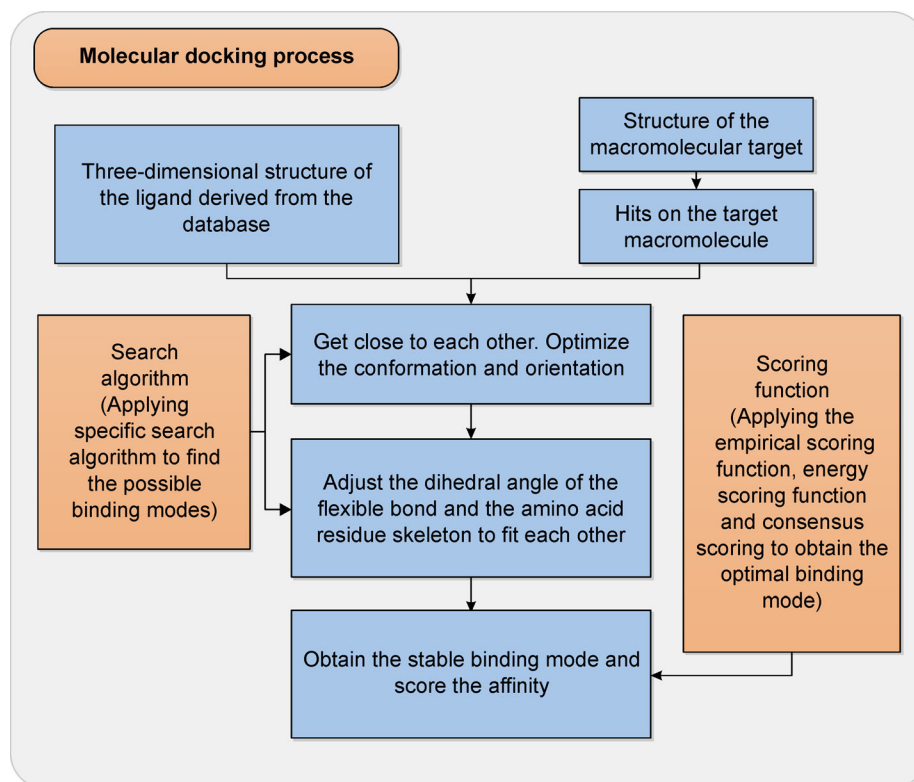 Molecular docking process
Three-dimensional structure of
the ligand derived from the
database
Structure of the
macromolecular target
Hits on the target
macromolecule
Get close to each other. Optimize
the conformation and orientation
Search
algorithm
(Applying
specific search
algorithm to find
the possible
binding modes)
Adjust the dihedral angle of the
flexible bond and the amino acid
residue skeleton to fit each other
Scoring
function
(Applying the
empirical scoring
function, energy
scoring function
and consensus
scoring to obtain the
optimal binding
mode)
Obtain the stable binding mode and
score the affinity